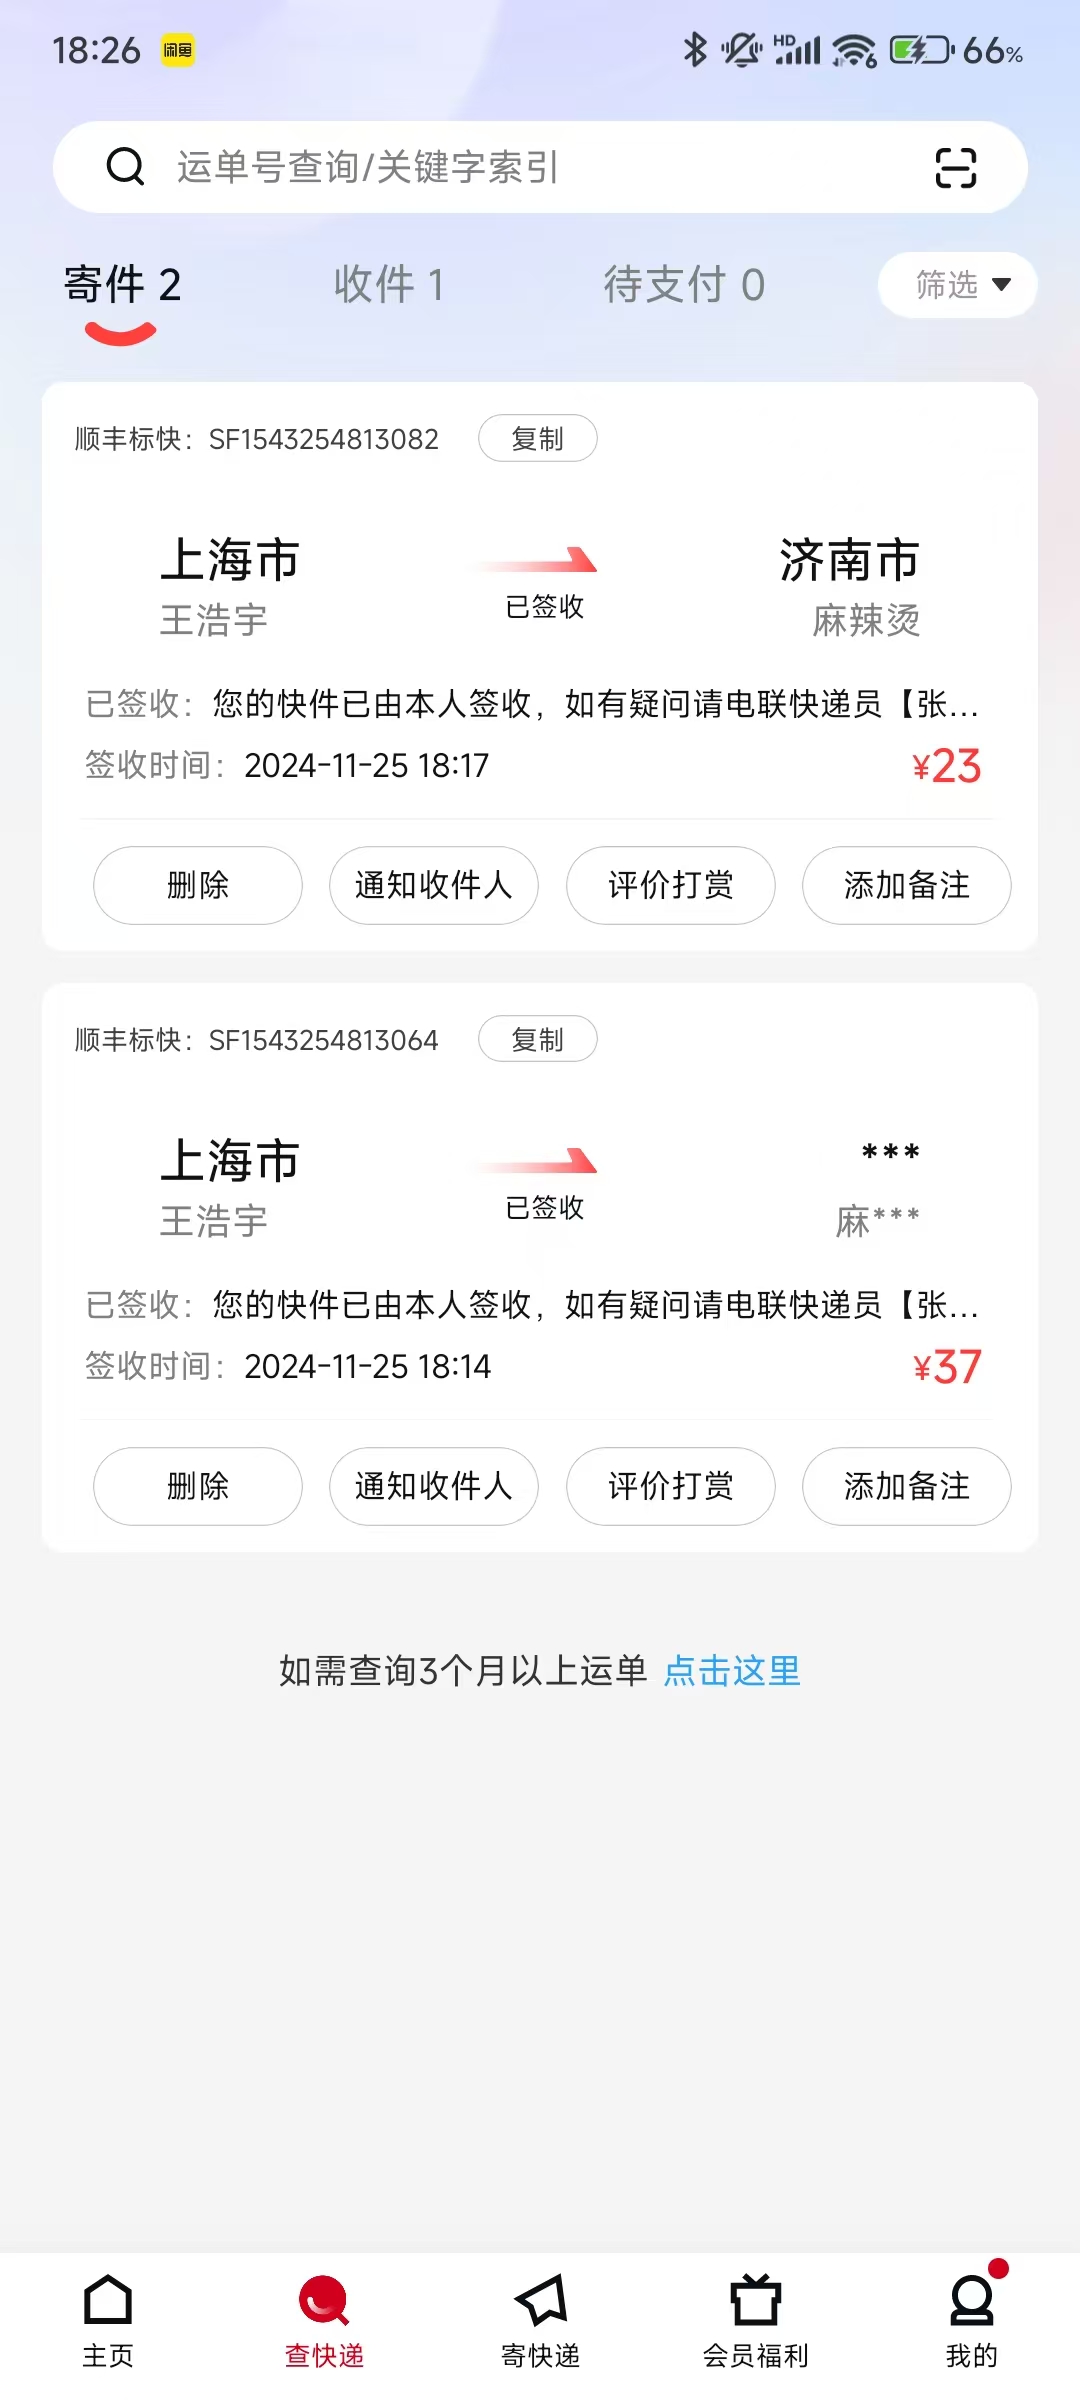 18:26 闲鱼 HD 6 66%
运单号查询/关键字索引
寄件 2 收件 1 待支付 0 筛选
顺丰标快：SF1543254813082 复制
上海市 济南市
王浩宇 已签收 麻辣烫
已签收：您的快件已由本人签收，如有疑问请电联快递员【张...
签收时间：2024-11-25 18:17 ¥23
删除 通知收件人 评价打赏 添加备注
顺丰标快：SF1543254813064 复制
上海市 ***
王浩宇 已签收 麻***
已签收：您的快件已由本人签收，如有疑问请电联快递员【张...
签收时间：2024-11-25 18:14 ¥37
删除 通知收件人 评价打赏 添加备注
如需查询3个月以上运单 点击这里
主页 查快递 寄快递 会员福利 我的